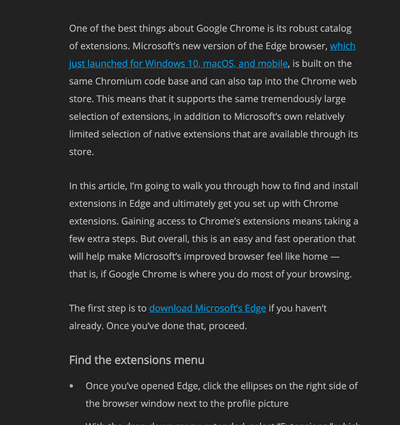 One of the best things about Google Chrome is its robust catalog
of extensions. Microsoft's new version of the Edge browser, which
just launched for Windows 10, macOS, and mobile, is built on the
same Chromium code base and can also tap into the Chrome web
store. This means that it supports the same tremendously large
selection of extensions, in addition to Microsoft's own relatively
limited selection of native extensions that are available through its
store.
In this article, I'm going to walk you through how to find and install
extensions in Edge and ultimately get you set up with Chrome
extensions. Gaining access to Chrome's extensions means taking a
few extra steps. But overall, this is an easy and fast operation that
will help make Microsoft's improved browser feel like home —
that is, if Google Chrome is where you do most of your browsing.
The first step is to download Microsoft's Edge if you haven't
already. Once you've done that, proceed.
Find the extensions menu
• Once you've opened Edge, click the ellipses on the right side of
the browser window next to the profile picture